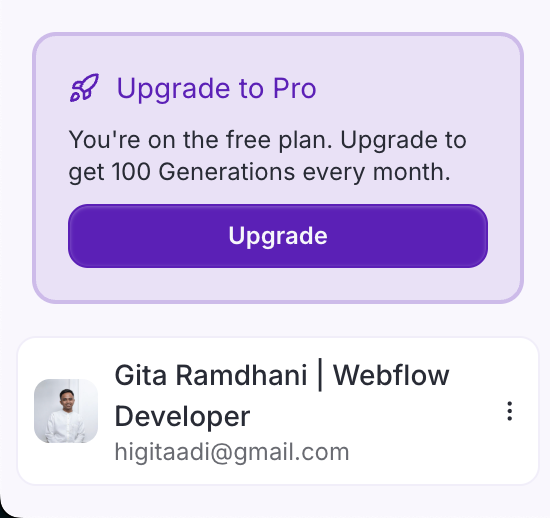 Upgrade to Pro
You're on the free plan. Upgrade to
get 100 Generations every month.
Upgrade
Gita Ramdhani | Webflow
Developer
higitaadi@gmail.com